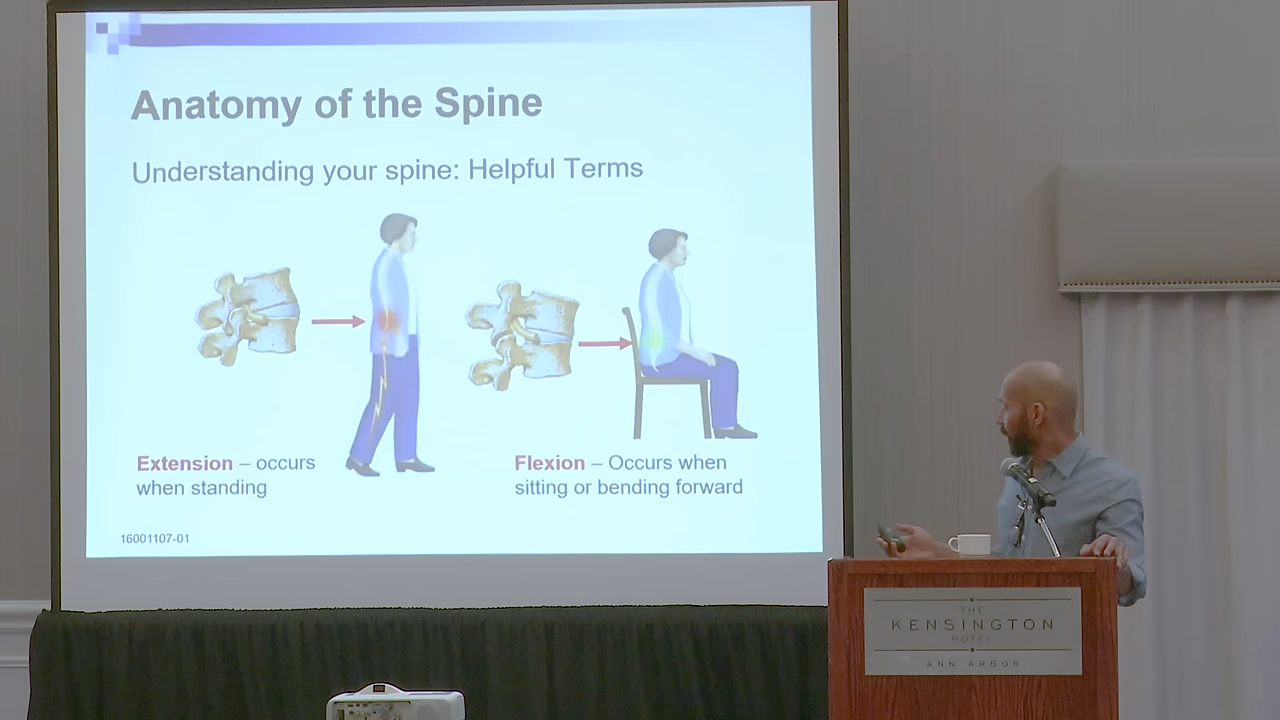 Anatomy of the Spine
Understanding your spine: Helpful Terms
Extension – occurs
when standing
Flexion – Occurs when
sitting or bending forward
16001107-01
THE
KENSINGTON
HOTEL
ANN ARBOR